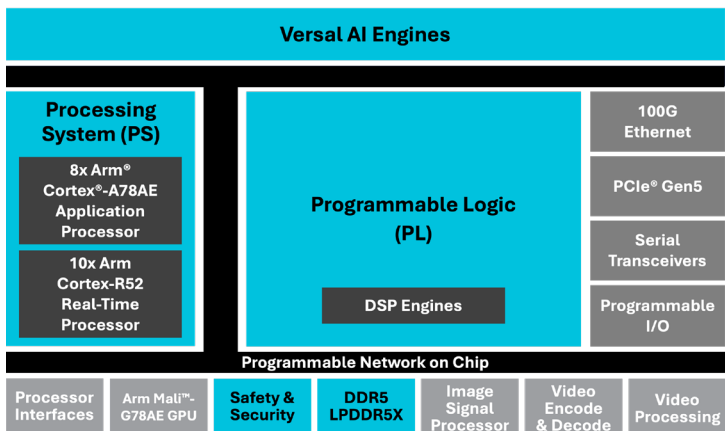 Versal AI Engines
Processing
System (PS)
8x Arm®
Cortex®-A78AE
Application
Processor
10x Arm
Cortex-R52
Real-Time
Processor
Programmable Logic
(PL)
DSP Engines
100G
Ethernet
PCIe® Gen5
Serial
Transceivers
Programmable
I/O
Programmable Network on Chip
Processor
Interfaces
Arm Mali™-
G78AE GPU
Safety &
Security
DDR5
LPDDR5X
Image
Signal
Processor
Video
Encode
& Decode
Video
Processing